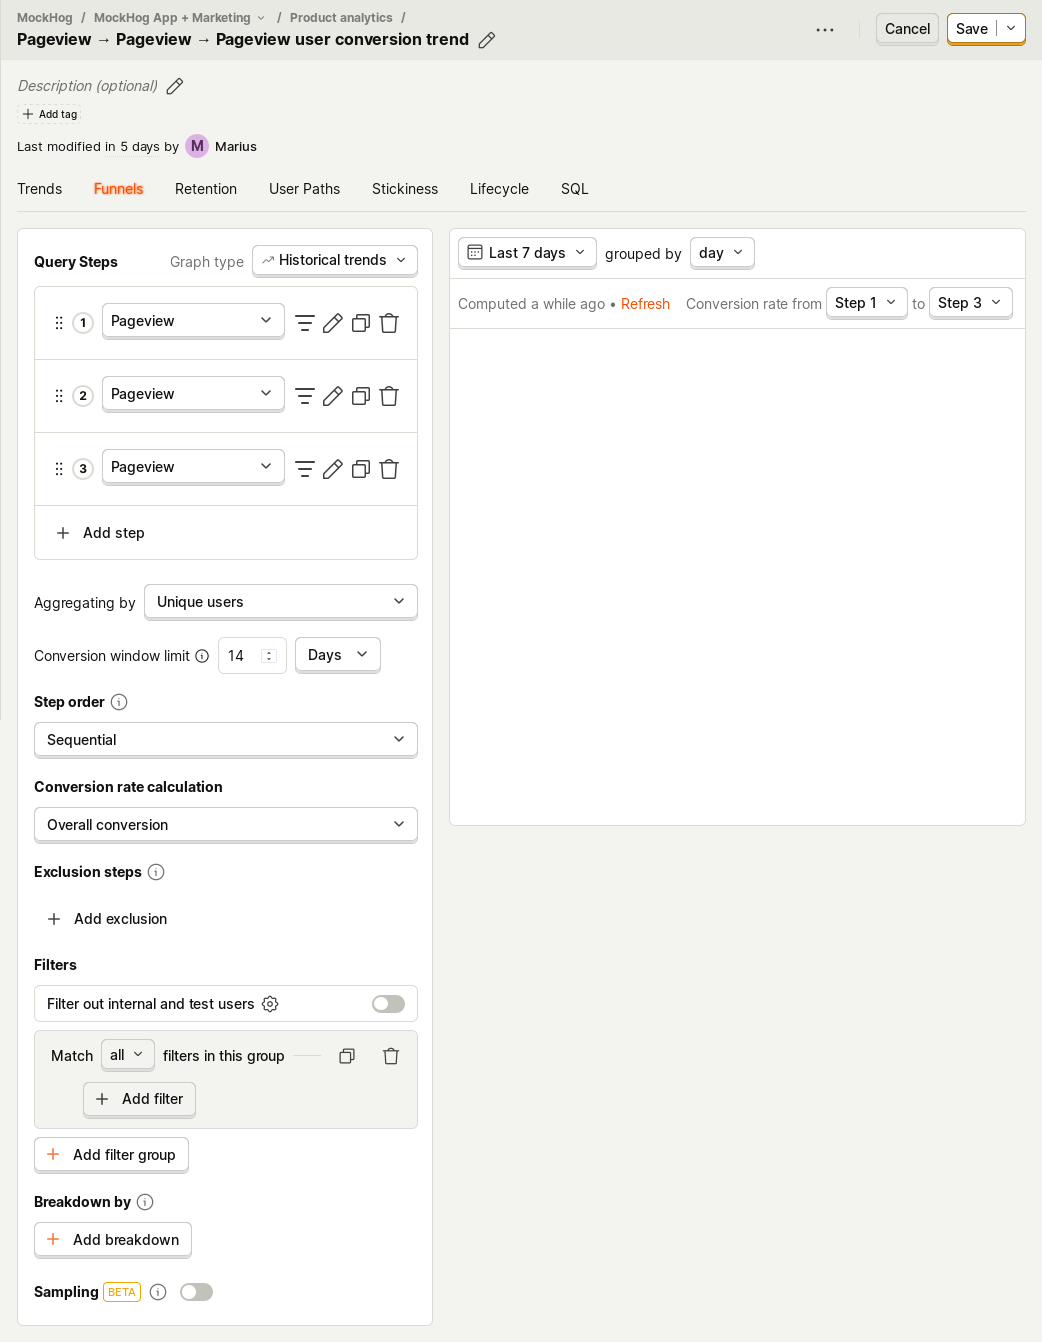 MockHog / MockHog App + Marketing / Product analytics /
Pageview → Pageview → Pageview user conversion trend
Cancel
Save
Description (optional)
Add tag
Last modified in 5 days by M Marius
Trends Funnels Retention User Paths Stickiness Lifecycle SQL
Query Steps Graph type Historical trends
1 Pageview
2 Pageview
3 Pageview
Add step
Aggregating by Unique users
Conversion window limit 14 Days
Step order
Sequential
Conversion rate calculation
Overall conversion
Exclusion steps
Add exclusion
Filters
Filter out internal and test users
Match all filters in this group
Add filter
Add filter group
Breakdown by
Add breakdown
Sampling BETA
Last 7 days grouped by day
Computed a while ago • Refresh Conversion rate from Step 1 to Step 3